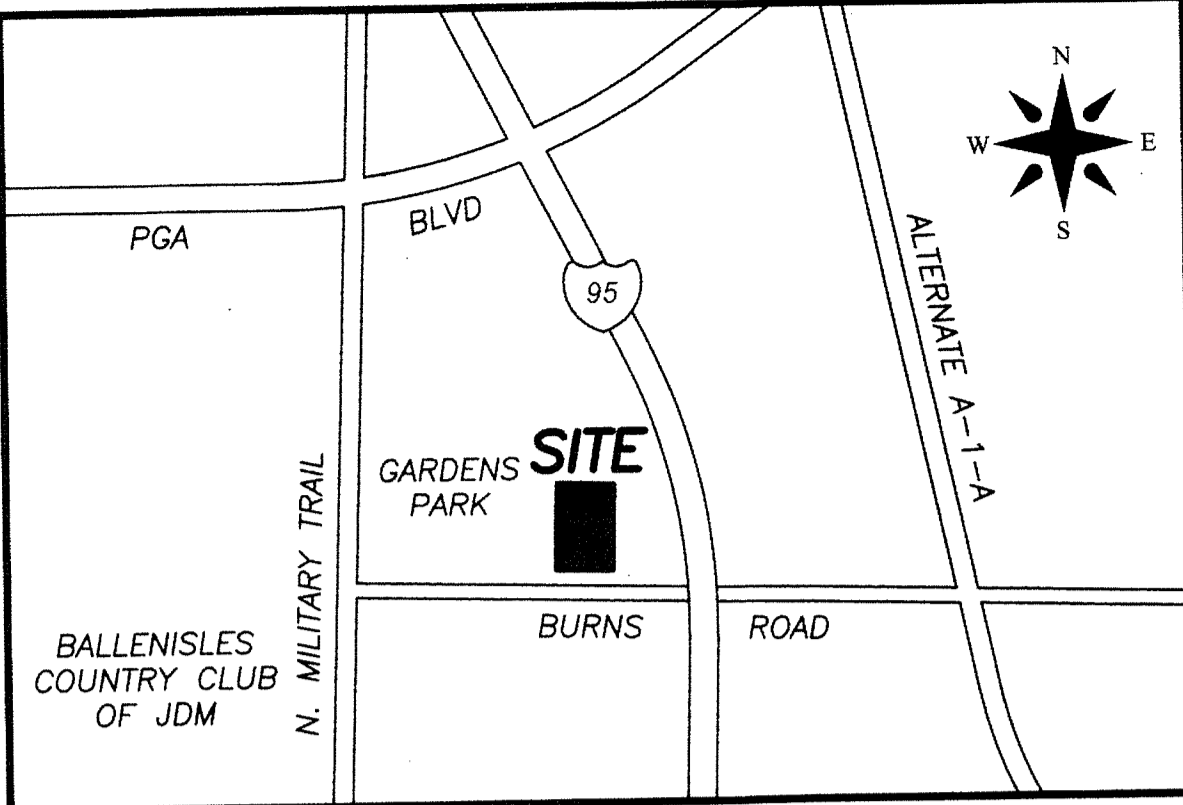 N
W
E
S
PGA
BLVD
95
ALTERNATE A-1-A
SITE
GARDENS
PARK
N. MILITARY TRAIL
BURNS ROAD
BALLENISLES
COUNTRY CLUB
OF JDM